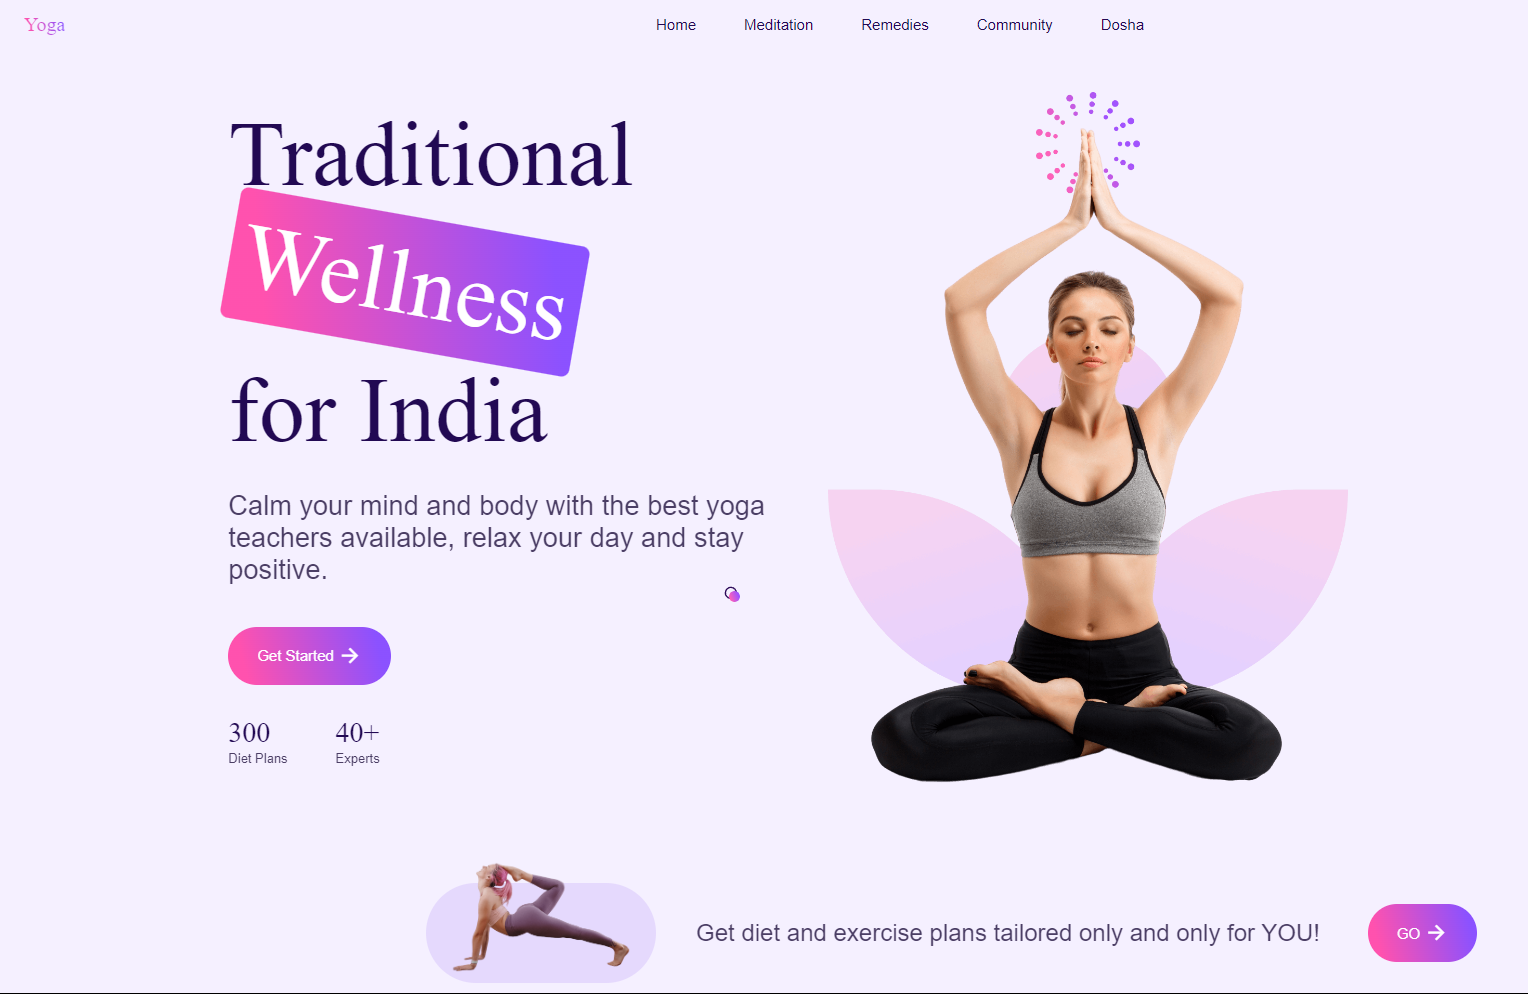 Yoga
Home Meditation Remedies Community Dosha
Traditional
Wellness
for India
Calm your mind and body with the best yoga
teachers available, relax your day and stay
positive.
Get Started
300 40+
Diet Plans Experts
Get diet and exercise plans tailored only and only for YOU!
GO